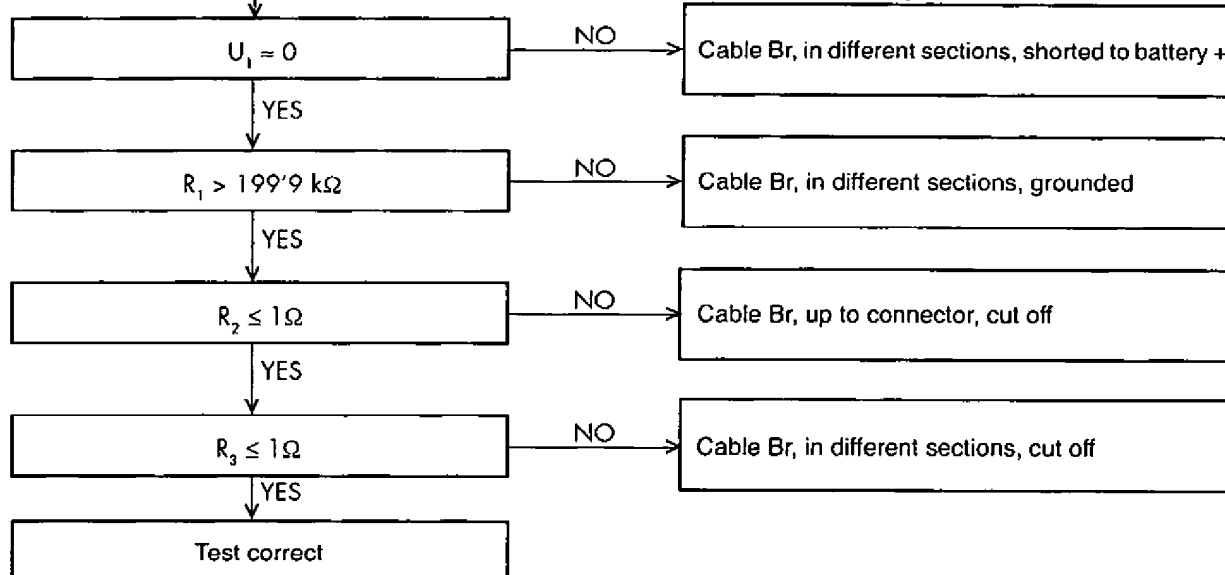 U₁ = 0
NO
Cable Br, in different sections, shorted to battery +
YES
R₁ > 199'9 kΩ
NO
Cable Br, in different sections, grounded
YES
R₂ ≤ 1Ω
NO
Cable Br, up to connector, cut off
YES
R₃ ≤ 1Ω
NO
Cable Br, in different sections, cut off
YES
Test correct